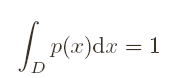 ∫_D p(x)dx = 1